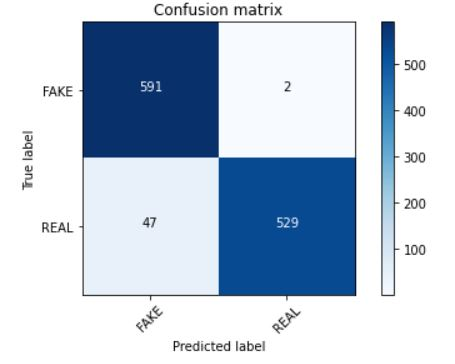 Confusion matrix
FAKE
591
2
500
400
True label
300
REAL
47
529
200
100
FAKE
REAL
Predicted label